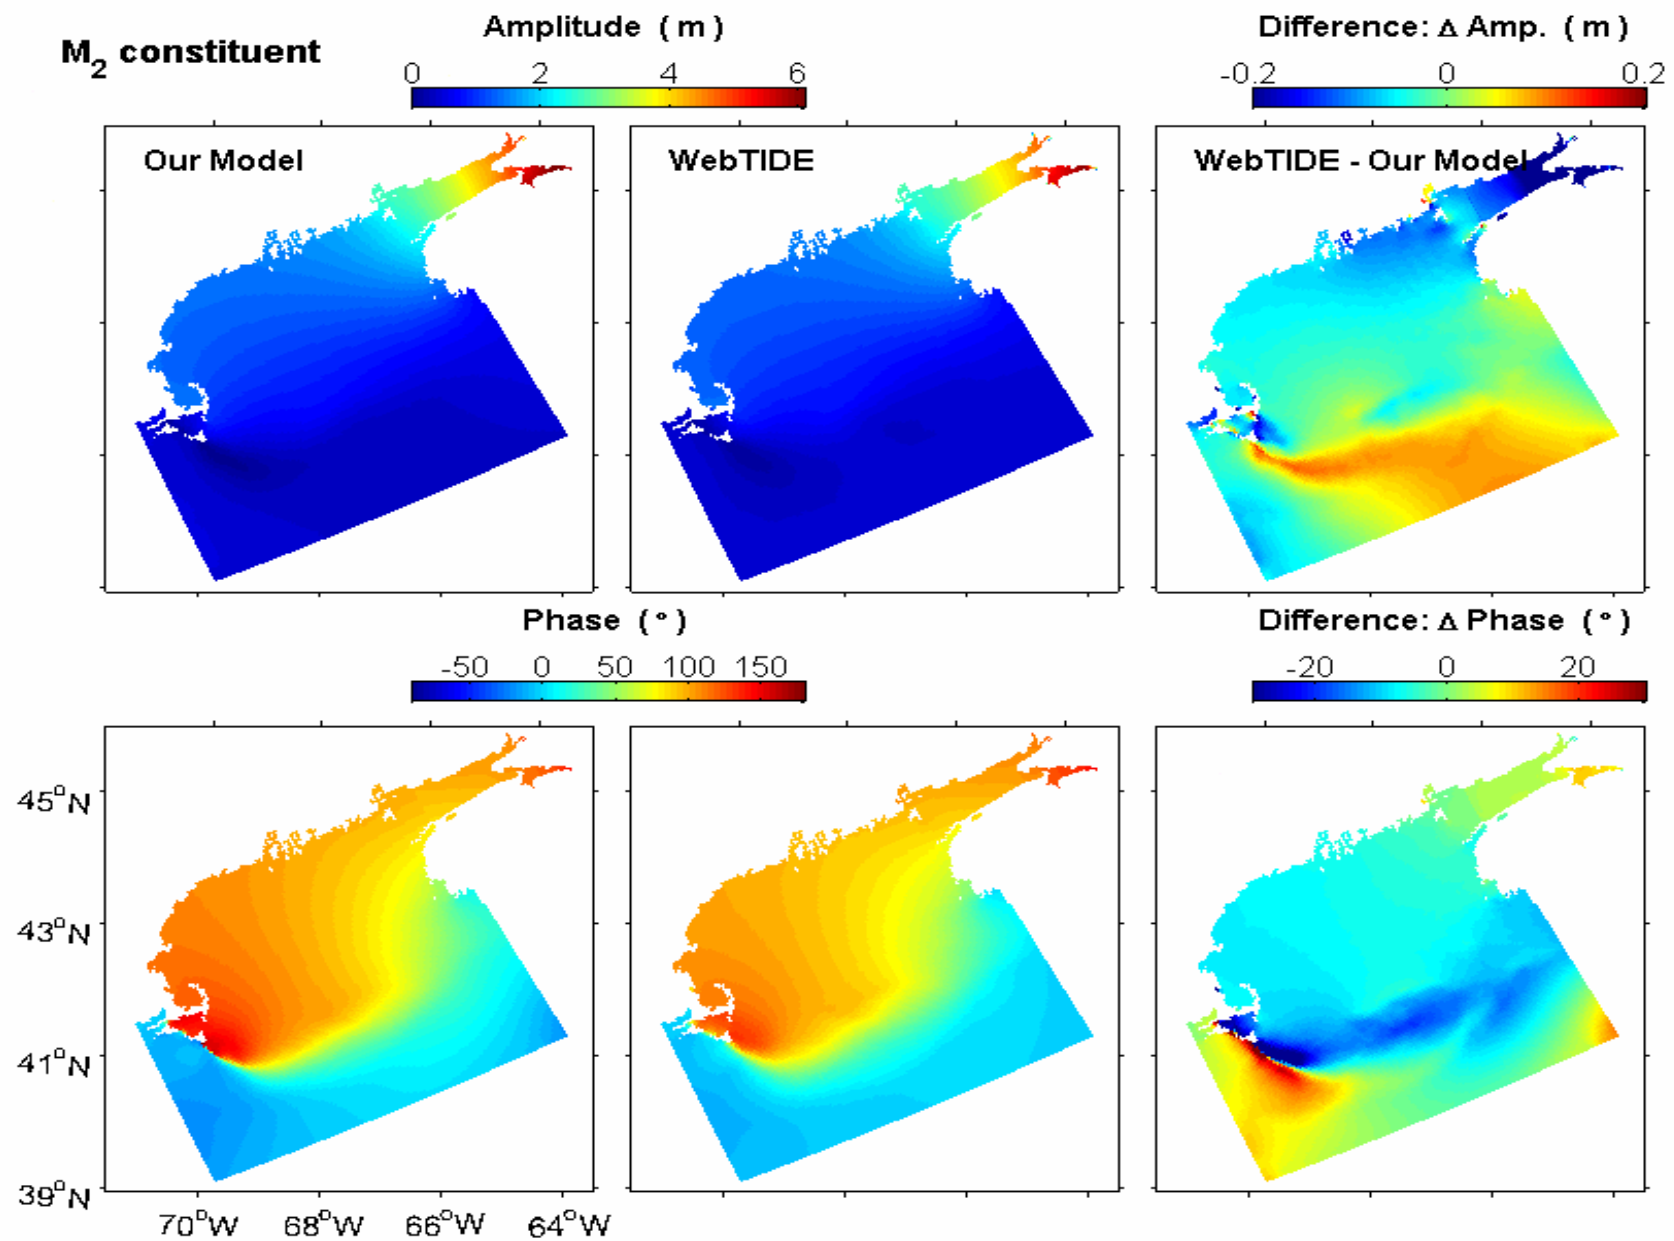 M2 constituent
Amplitude ( m )
0 2 4 6
Difference: Δ Amp. ( m )
-0.2 0 0.2
Our Model
WebTIDE
WebTIDE - Our Model
Phase ( ° )
-50 0 50 100 150
Difference: Δ Phase ( ° )
-20 0 20
45°N
43°N
41°N
39°N
70°W 68°W 66°W 64°W